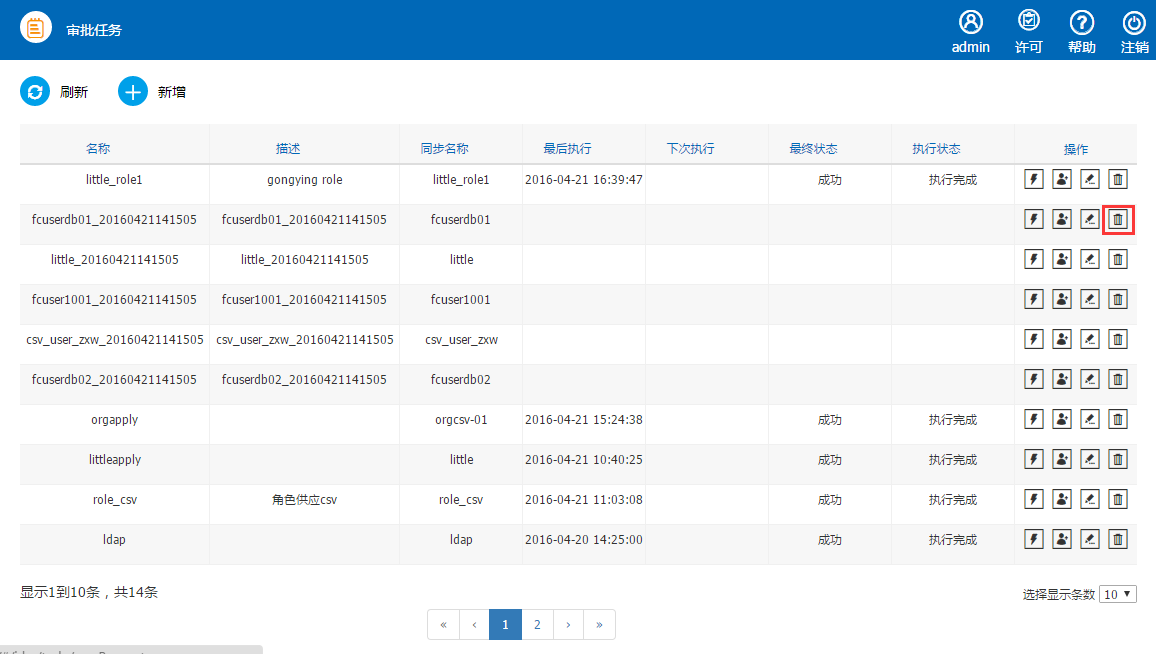 审批任务
admin 许可 帮助 注销
刷新 新增
名称 描述 同步名称 最后执行 下次执行 最终状态 执行状态 操作
little_role1 gongying role little_role1 2016-04-21 16:39:47 成功 执行完成
fcuserdb01_20160421141505 fcuserdb01_20160421141505 fcuserdb01
little_20160421141505 little_20160421141505 little
fcuser1001_20160421141505 fcuser1001_20160421141505 fcuser1001
csv_user_zxw_20160421141505 csv_user_zxw_20160421141505 csv_user_zxw
fcuserdb02_20160421141505 fcuserdb02_20160421141505 fcuserdb02
orgapply orgcsv-01 2016-04-21 15:24:38 成功 执行完成
littleapply little 2016-04-21 10:40:25 成功 执行完成
role_csv 角色供应csv role_csv 2016-04-21 11:03:08 成功 执行完成
ldap ldap 2016-04-20 14:25:00 成功 执行完成
显示1到10条，共14条 选择显示条数 10
« ‹ 1 2 › »